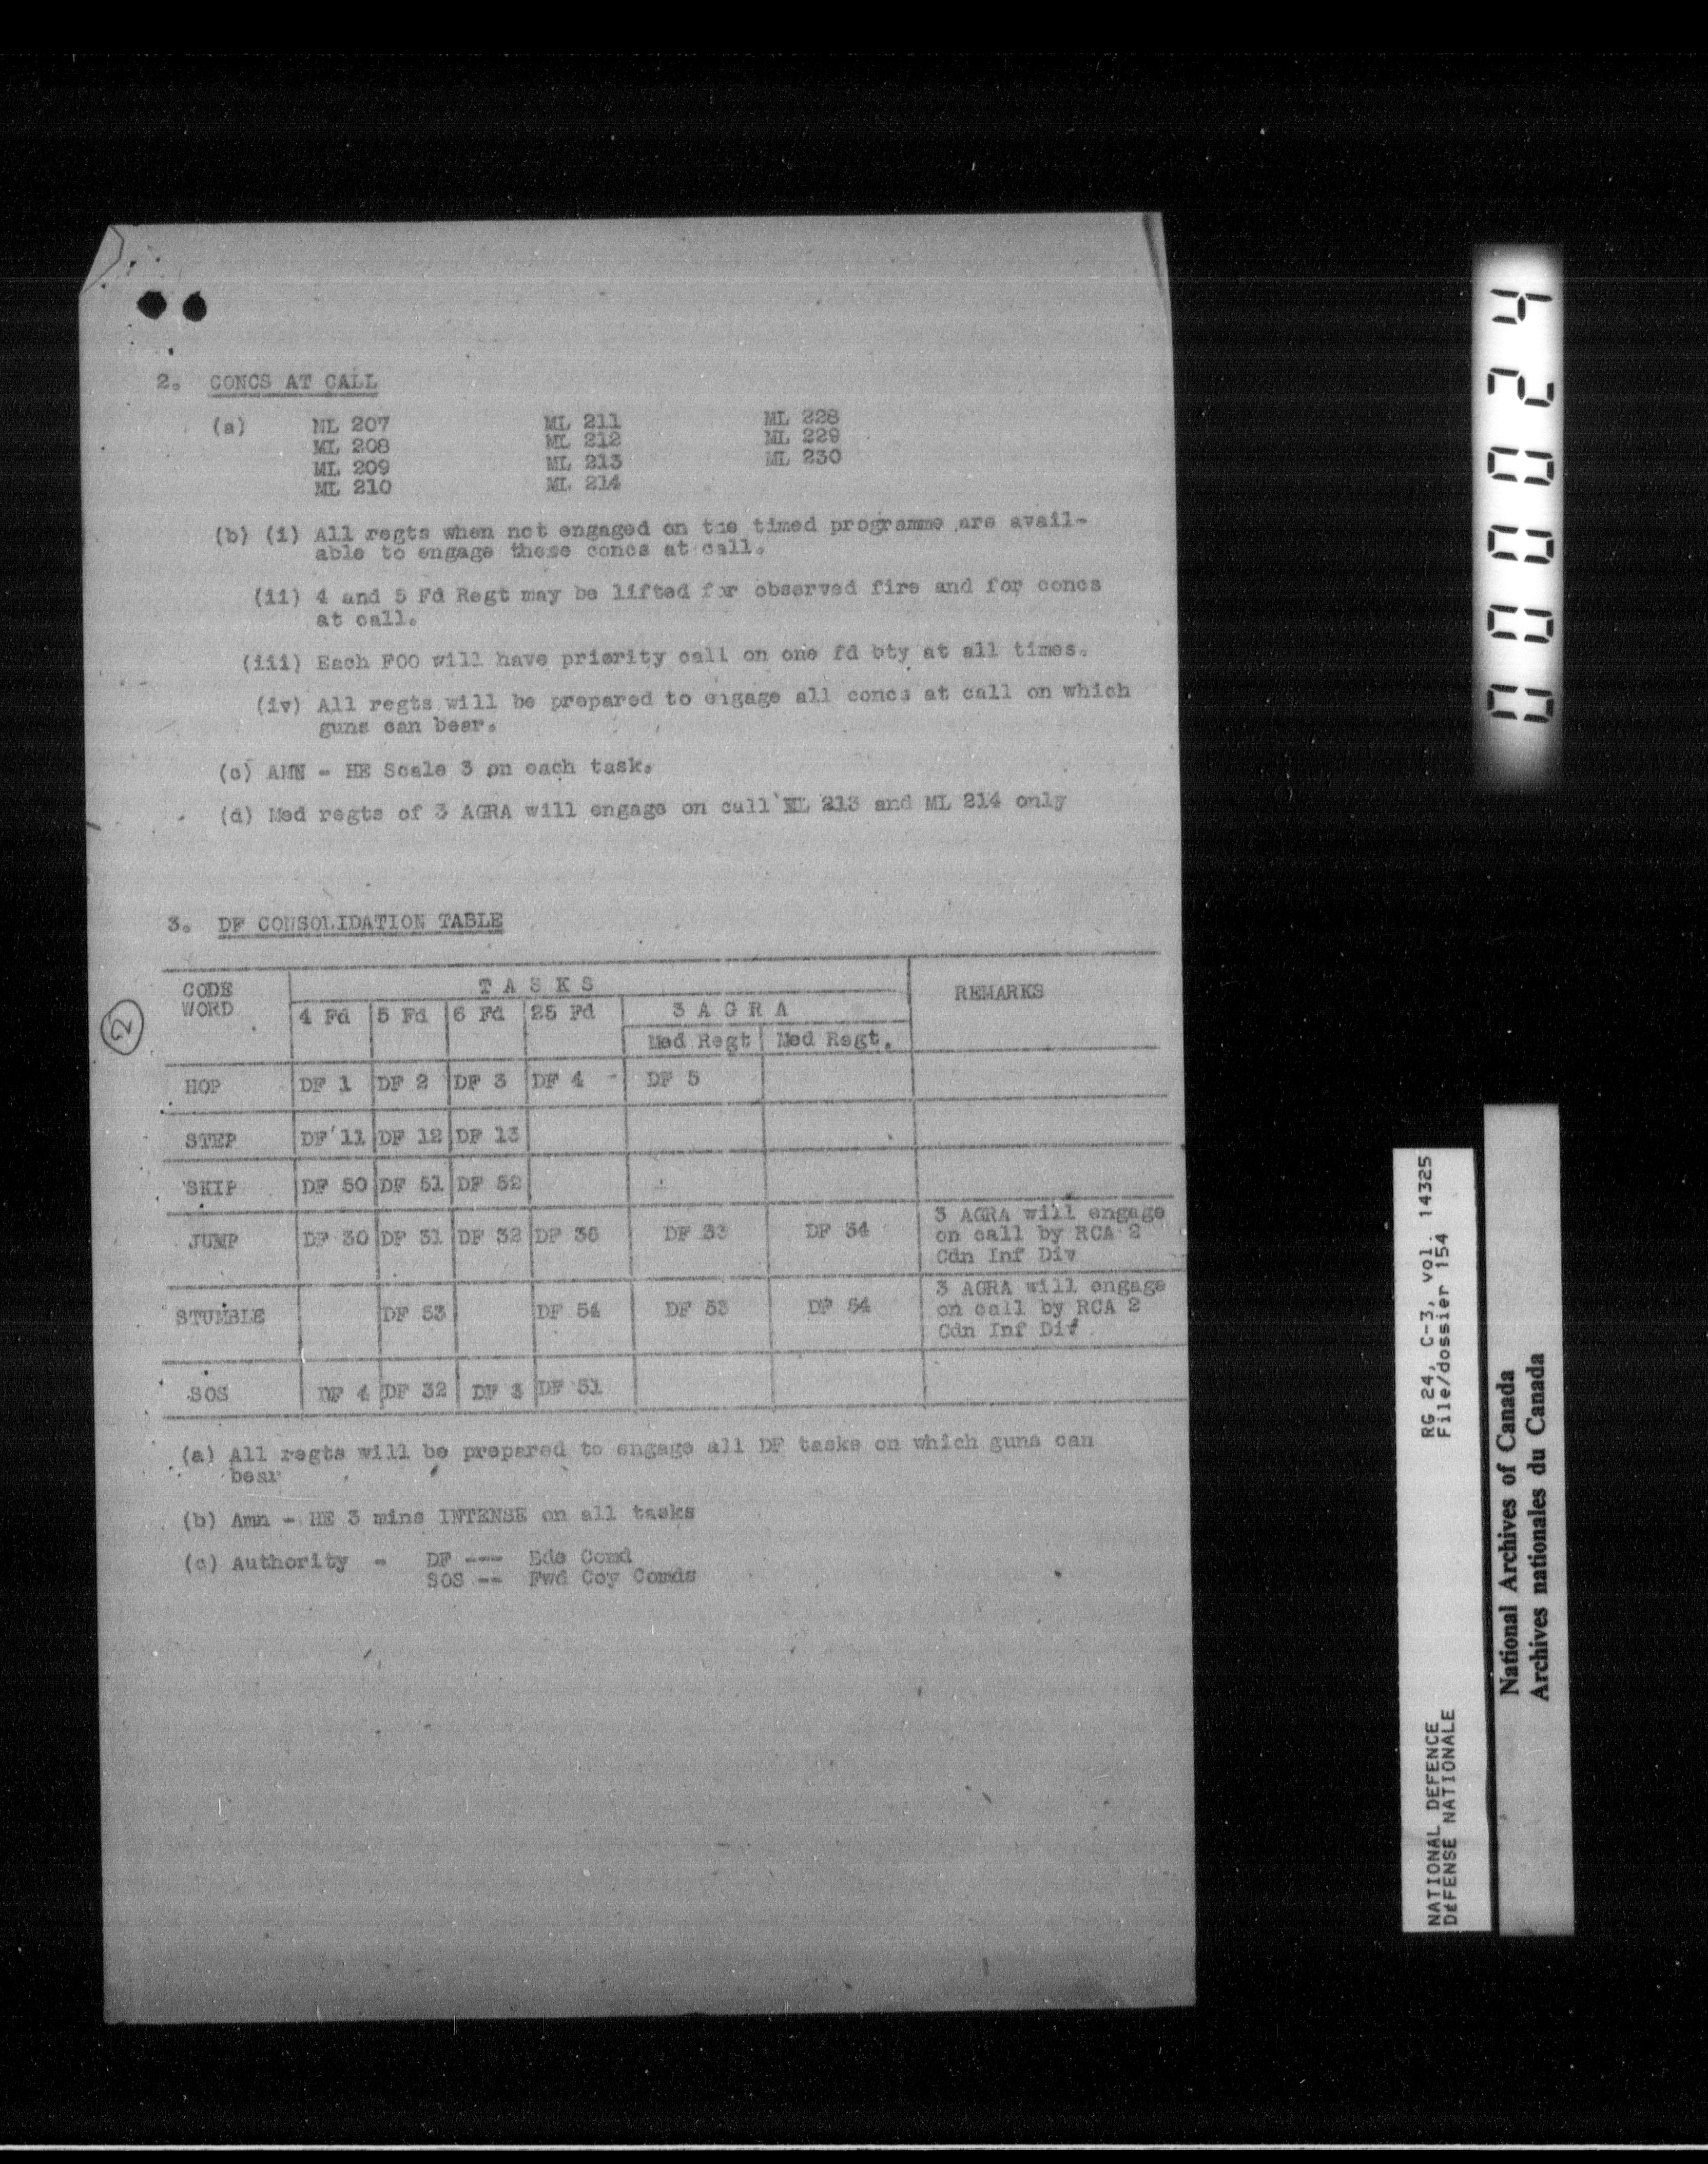 2. CONCS AT CALL
(a) ML 207 ML 211 ML 228
ML 208 ML 212 ML 229
ML 209 ML 213 ML 230
ML 210 ML 214
(b) (i) All regts when not engaged on the timed programme are avail-
able to engage these concs at call.
(ii) 4 and 5 Fd Regt may be lifted for observed fire and for concs
at call.
(iii) Each FOO will have priority call on one fd bty at all times.
(iv) All regts will be prepared to engage all concs at call on which
guns can bear.
(c) AMN - HE Scale 3 on each task.
(d) Med regts of 3 AGRA will engage on call ML 213 and ML 214 only
3. DF CONSOLIDATION TABLE
CODE WORD TASKS REMARKS
4 Fd 5 Fd 6 Fd 25 Fd 3 AGRA
Med Regt Med Regt.
2
HOP DF 1 DF 2 DF 3 DF 4 - DF 5
STEP DF 11 DF 12 DF 13
SKIP DF 50 DF 51 DF 52
JUMP DF 30 DF 31 DF 32 DF 36 DF 33 DF 34 3 AGRA will engage
on call by RCA 2
Cdn Inf Div
STUMBLE DF 53 DF 54 DF 53 DF 54 3 AGRA will engage
on call by RCA 2
Cdn Inf Div
SOS DF 4 DF 32 DF 3 DF 51
(a) All regts will be prepared to engage all DF tasks on which guns can
bear
(b) Amn - HE 3 mins INTENSE on all tasks
(c) Authority - DF --- Bde Comd
SOS -- Fwd Coy Comds
000024
NATIONAL DEFENCE RG 24, C-3, vol. 14325
DéFENSE NATIONALE File/dossier 154
National Archives of Canada
Archives nationales du Canada